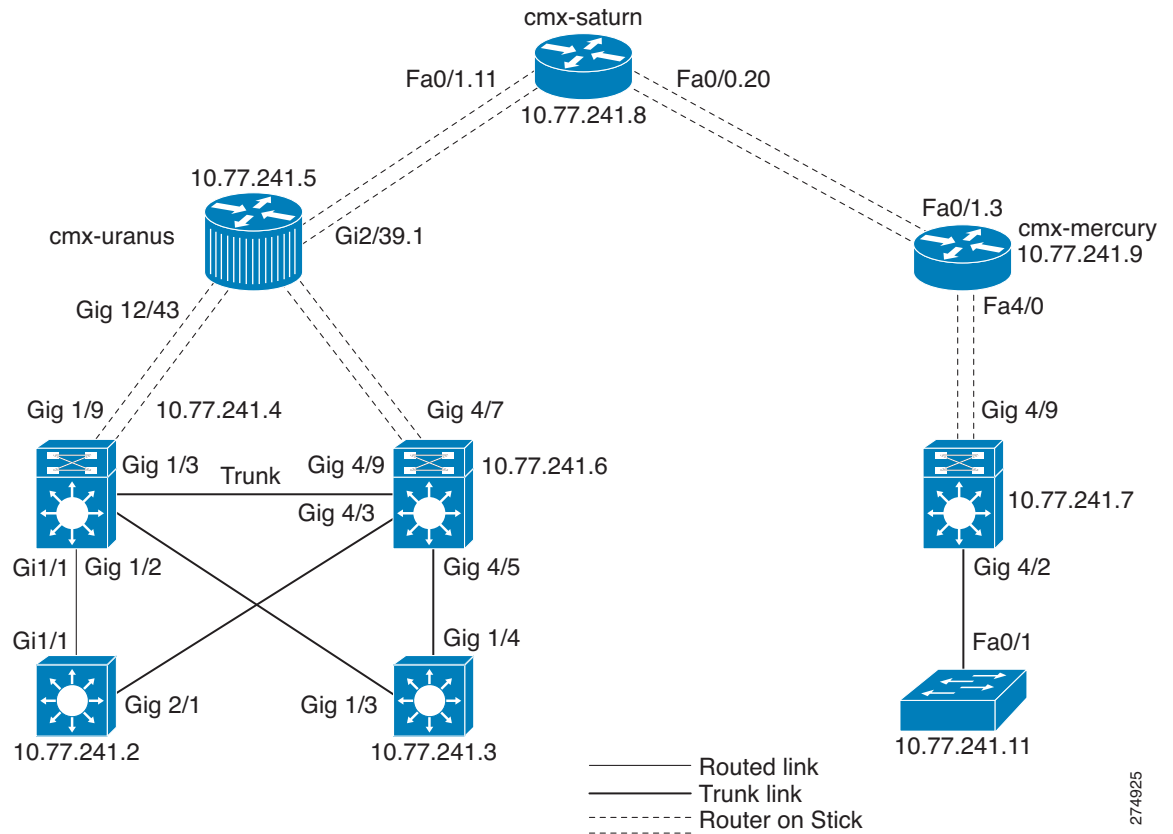 cmx-saturn
Fa0/1.11
Fa0/0.20
10.77.241.8
10.77.241.5
cmx-uranus
Gi2/39.1
Fa0/1.3
cmx-mercury
10.77.241.9
Gig 12/43
Fa4/0
Gig 1/9
10.77.241.4
Gig 4/7
Gig 4/9
Gig 1/3
Trunk
Gig 4/9
10.77.241.6
Gig 4/3
10.77.241.7
Gi1/1
Gig 1/2
Gig 4/5
Gig 4/2
Gi1/1
Gig 1/4
Fa0/1
Gig 2/1
Gig 1/3
10.77.241.2
10.77.241.3
10.77.241.11
Routed link
Trunk link
Router on Stick
274925